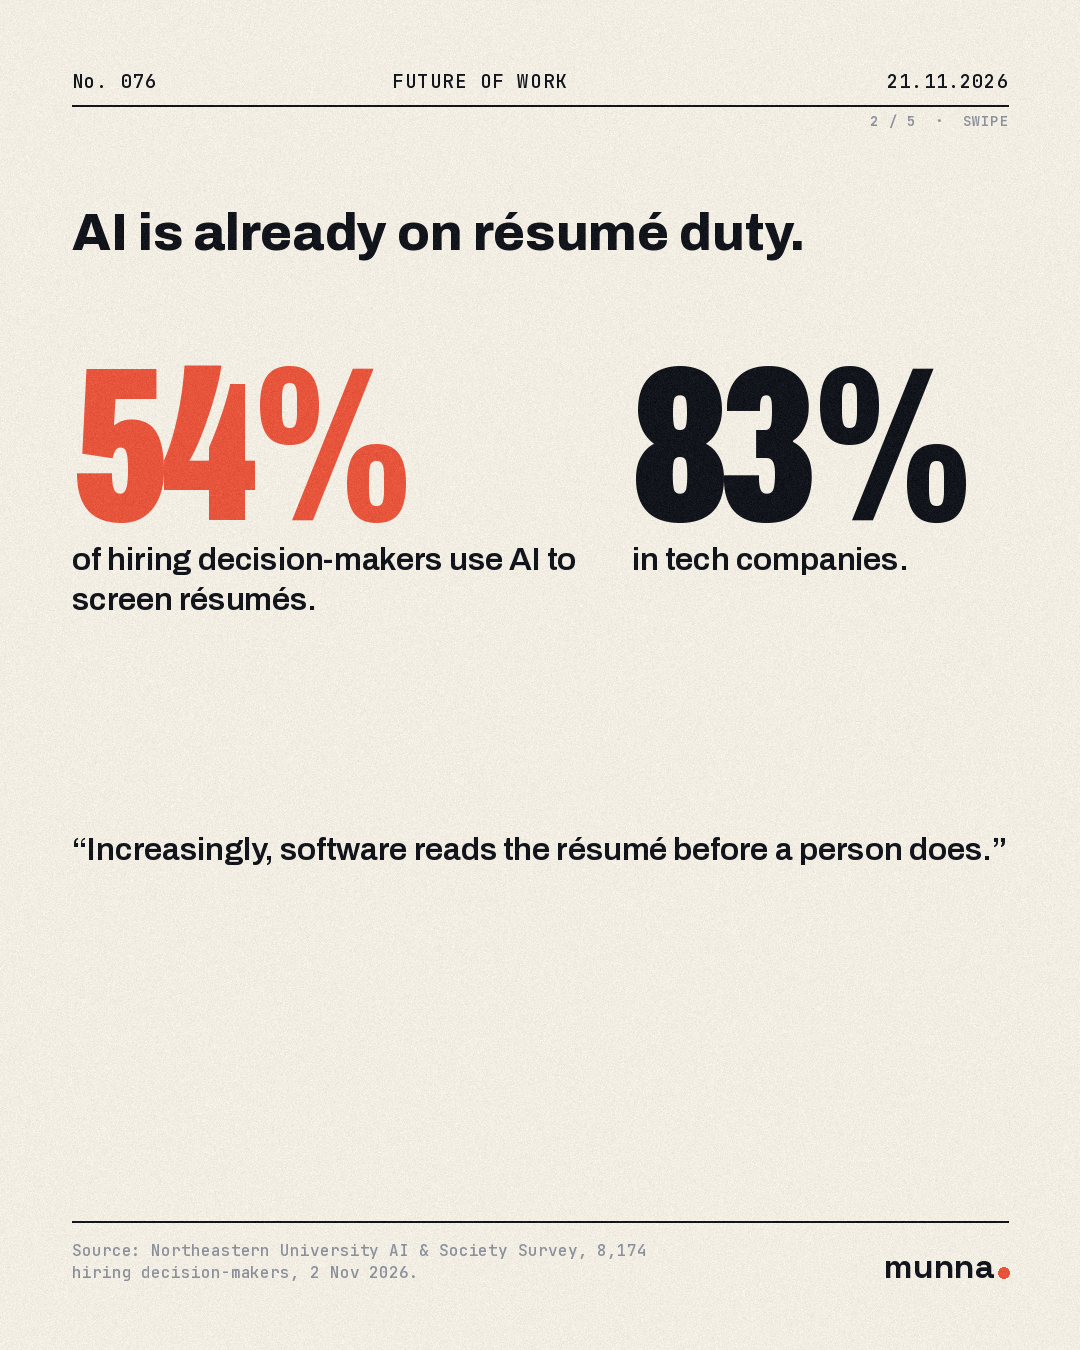 No. 076
FUTURE OF WORK
21.11.2026
2 / 5 · SWIPE
AI is already on résumé duty.
54%
of hiring decision-makers use AI to
screen résumés.
83%
in tech companies.
“Increasingly, software reads the résumé before a person does.”
Source: Northeastern University AI & Society Survey, 8,174
hiring decision-makers, 2 Nov 2026.
munna.